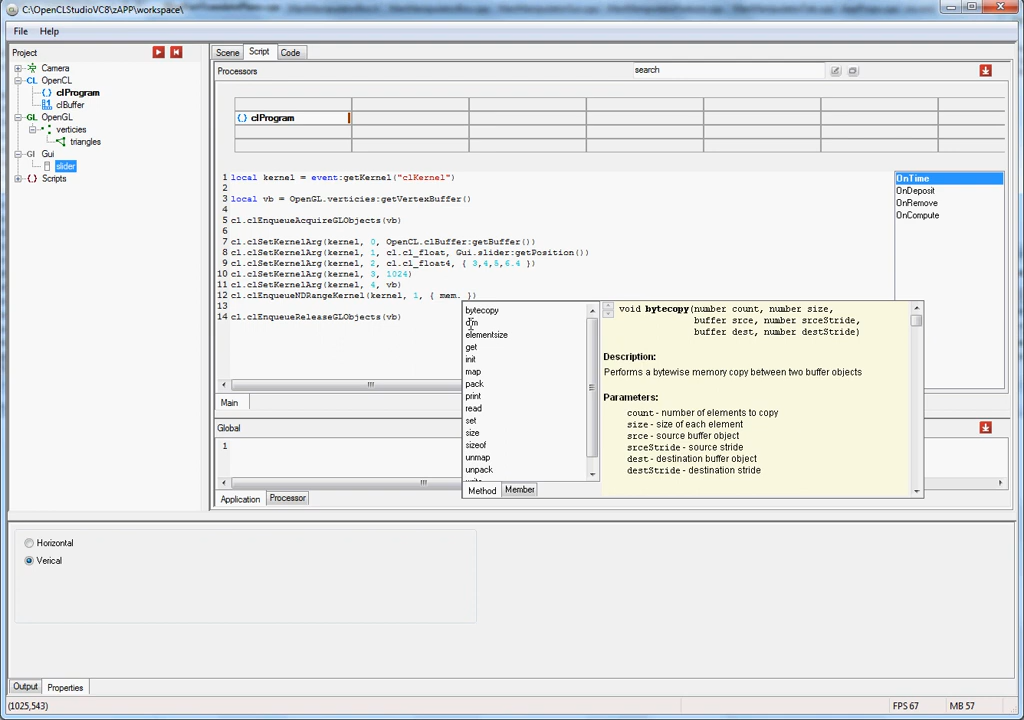 C:\OpenCLStudioVC8\zAPP\workspace\
File Help
Project
Camera
CL OpenCL
{} clProgram
clBuffer
GL OpenGL
verticies
triangles
GI Gui
slider
{} Scripts
Scene Script Code
Processors
search
{} clProgram
1 local kernel = event:getKernel("clKernel")
2
3 local vb = OpenGL.verticies:getVertexBuffer()
4
5 cl.clEnqueueAcquireGLObjects(vb)
6
7 cl.clSetKernelArg(kernel, 0, OpenCL.clBuffer:getBuffer())
8 cl.clSetKernelArg(kernel, 1, cl.cl_float, Gui.slider:getPosition())
9 cl.clSetKernelArg(kernel, 2, cl.cl_float4, { 3,4,5,6.4 })
10 cl.clSetKernelArg(kernel, 3, 1024)
11 cl.clSetKernelArg(kernel, 4, vb)
12 cl.clEnqueueNDRangeKernel(kernel, 1, { mem. })
13
14 cl.clEnqueueReleaseGLObjects(vb)
OnTime
OnDeposit
OnRemove
OnCompute
bytecopy
elementsize
get
init
map
pack
print
read
set
size
sizeof
unmap
unpack
Method Member
void bytecopy(number count, number size,
buffer srce, number srceStride,
buffer dest, number destStride)
Description:
Performs a bytewise memory copy between two buffer objects
Parameters:
count - number of elements to copy
size - size of each element
srce - source buffer object
srceStride - source stride
dest - destination buffer object
destStride - destination stride
Main
Global
1
Application Processor
Horizontal
Verical
Output Properties
(1025,543)
FPS 67
MB 57